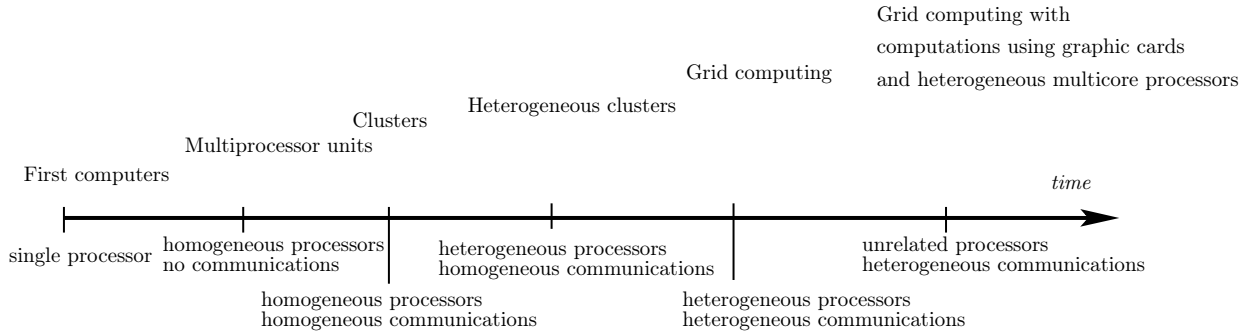 Grid computing with
computations using graphic cards
and heterogeneous multicore processors
Grid computing
Heterogeneous clusters
Clusters
Multiprocessor units
First computers
time
single processor
homogeneous processors
no communications
homogeneous processors
homogeneous communications
heterogeneous processors
homogeneous communications
heterogeneous processors
heterogeneous communications
unrelated processors
heterogeneous communications